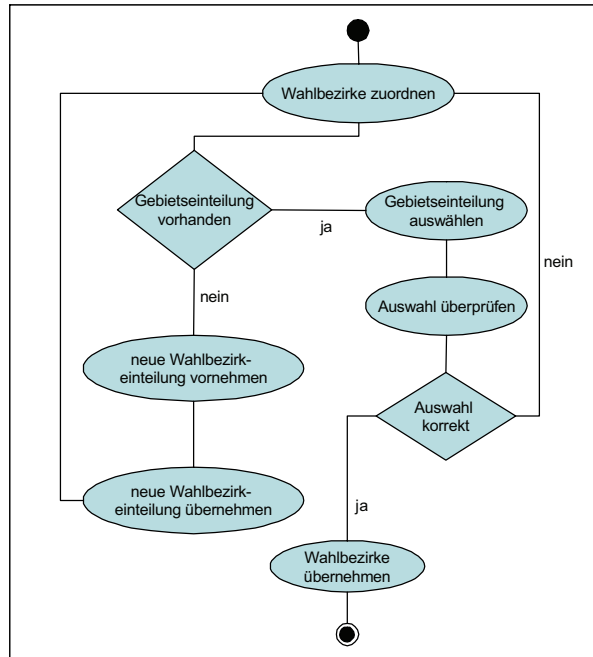 Wahlbezirke zuordnen
Gebietseinteilung
vorhanden
ja
Gebietseinteilung
auswählen
nein
nein
Auswahl überprüfen
neue Wahlbezirk-
einteilung vornehmen
Auswahl
korrekt
neue Wahlbezirk-
einteilung übernehmen
ja
Wahlbezirke
übernehmen